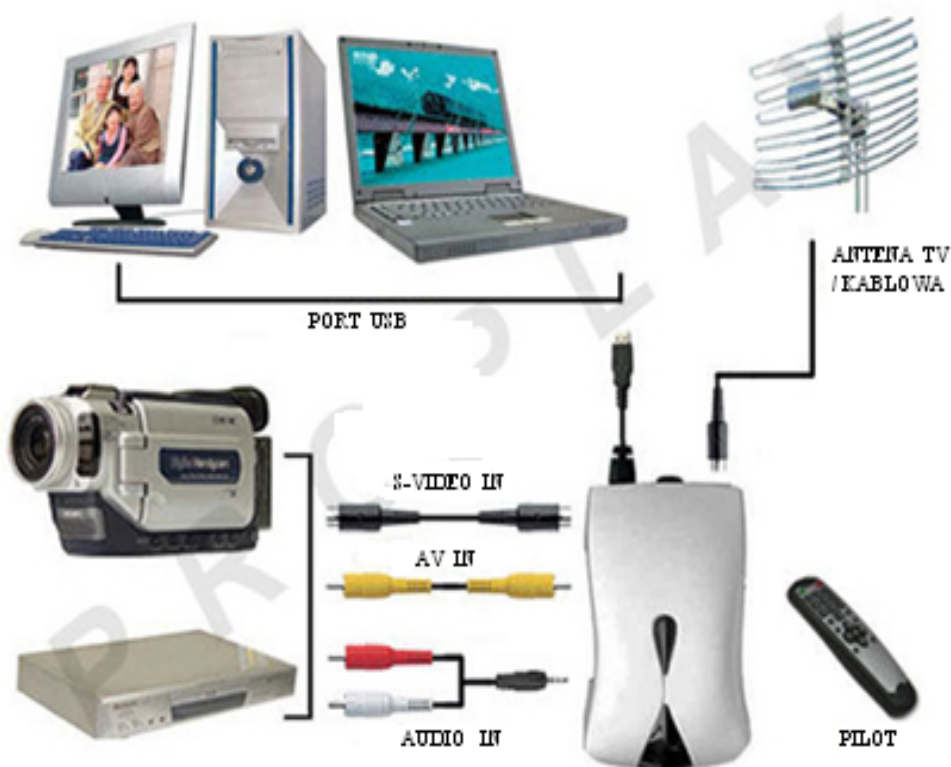 ANTENA TV
/KABLOWA
PORT USB
S-VIDEO IN
AV IN
AUDIO IN
PILOT